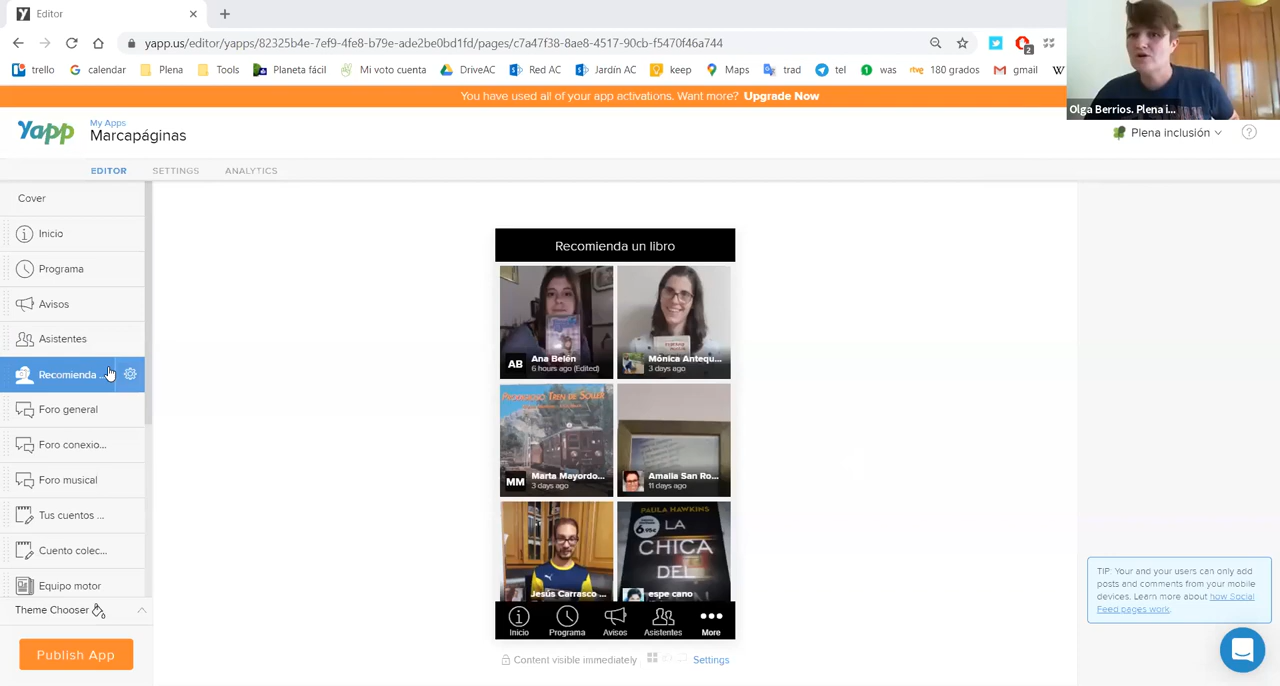 Editor
yapp.us/editor/yapps/82325b4e-7ef9-4fe8-b79e-ade2be0bd1fd/pages/c7a47f38-8ae8-4517-90cb-f5470f46a744
2
trello
calendar
Plena
Tools
Planeta fácil
Mi voto cuenta
DriveAC
Red AC
Jardín AC
keep
Maps
trad
tel
was
180 grados
gmail
You have used all of your app activations. Want more? Upgrade Now
Olga Berrios. Plena i...
Yapp
My Apps
Marcapáginas
Plena inclusión
EDITOR
SETTINGS
ANALYTICS
Cover
Inicio
Programa
Avisos
Asistentes
Recomienda ...
Foro general
Foro conexio...
Foro musical
Tus cuentos ...
Cuento colec...
Equipo motor
Theme Chooser
Publish App
Recomienda un libro
AB
Ana Belén
6 hours ago (Edited)
Mónica Antequ...
3 days ago
PRODIGIOSO TREN DE SOLLER
MM
Marta Mayordo...
3 days ago
Amalia San Ro...
11 days ago
Jesús Carrasco ...
PAULA HAWKINS
LA
CHICA
DEL
espe cano
Inicio
Programa
Avisos
Asistentes
More
Content visible immediately
Settings
TIP: Your and your users can only add
posts and comments from your mobile
devices. Learn more about how Social
Feed pages work.